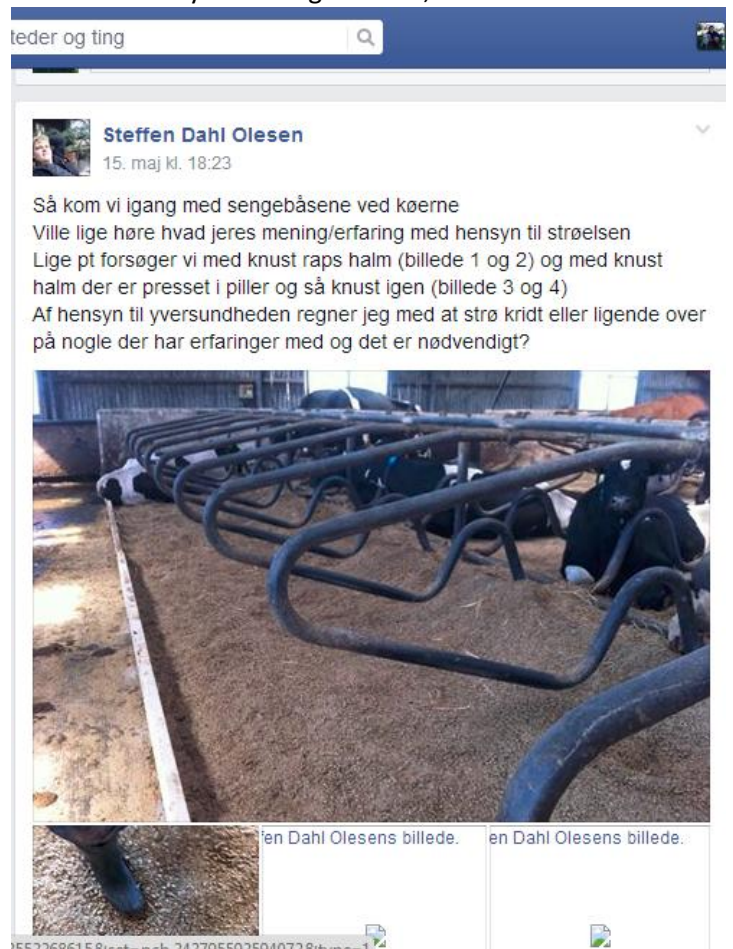 teder og ting
Steffen Dahl Olesen
15. maj kl. 18:23
Så kom vi igang med sengebåsene ved køerne
Ville lige høre hvad jeres mening/erfaring med hensyn til strøelsen
Lige pt forsøger vi med knust raps halm (billede 1 og 2) og med knust
halm der er presset i piller og så knust igen (billede 3 og 4)
Af hensyn til yversundheden regner jeg med at strø kridt eller ligende over
på nogle der har erfaringer med og det er nødvendigt?
fen Dahl Olesens billede.
en Dahl Olesens billede.